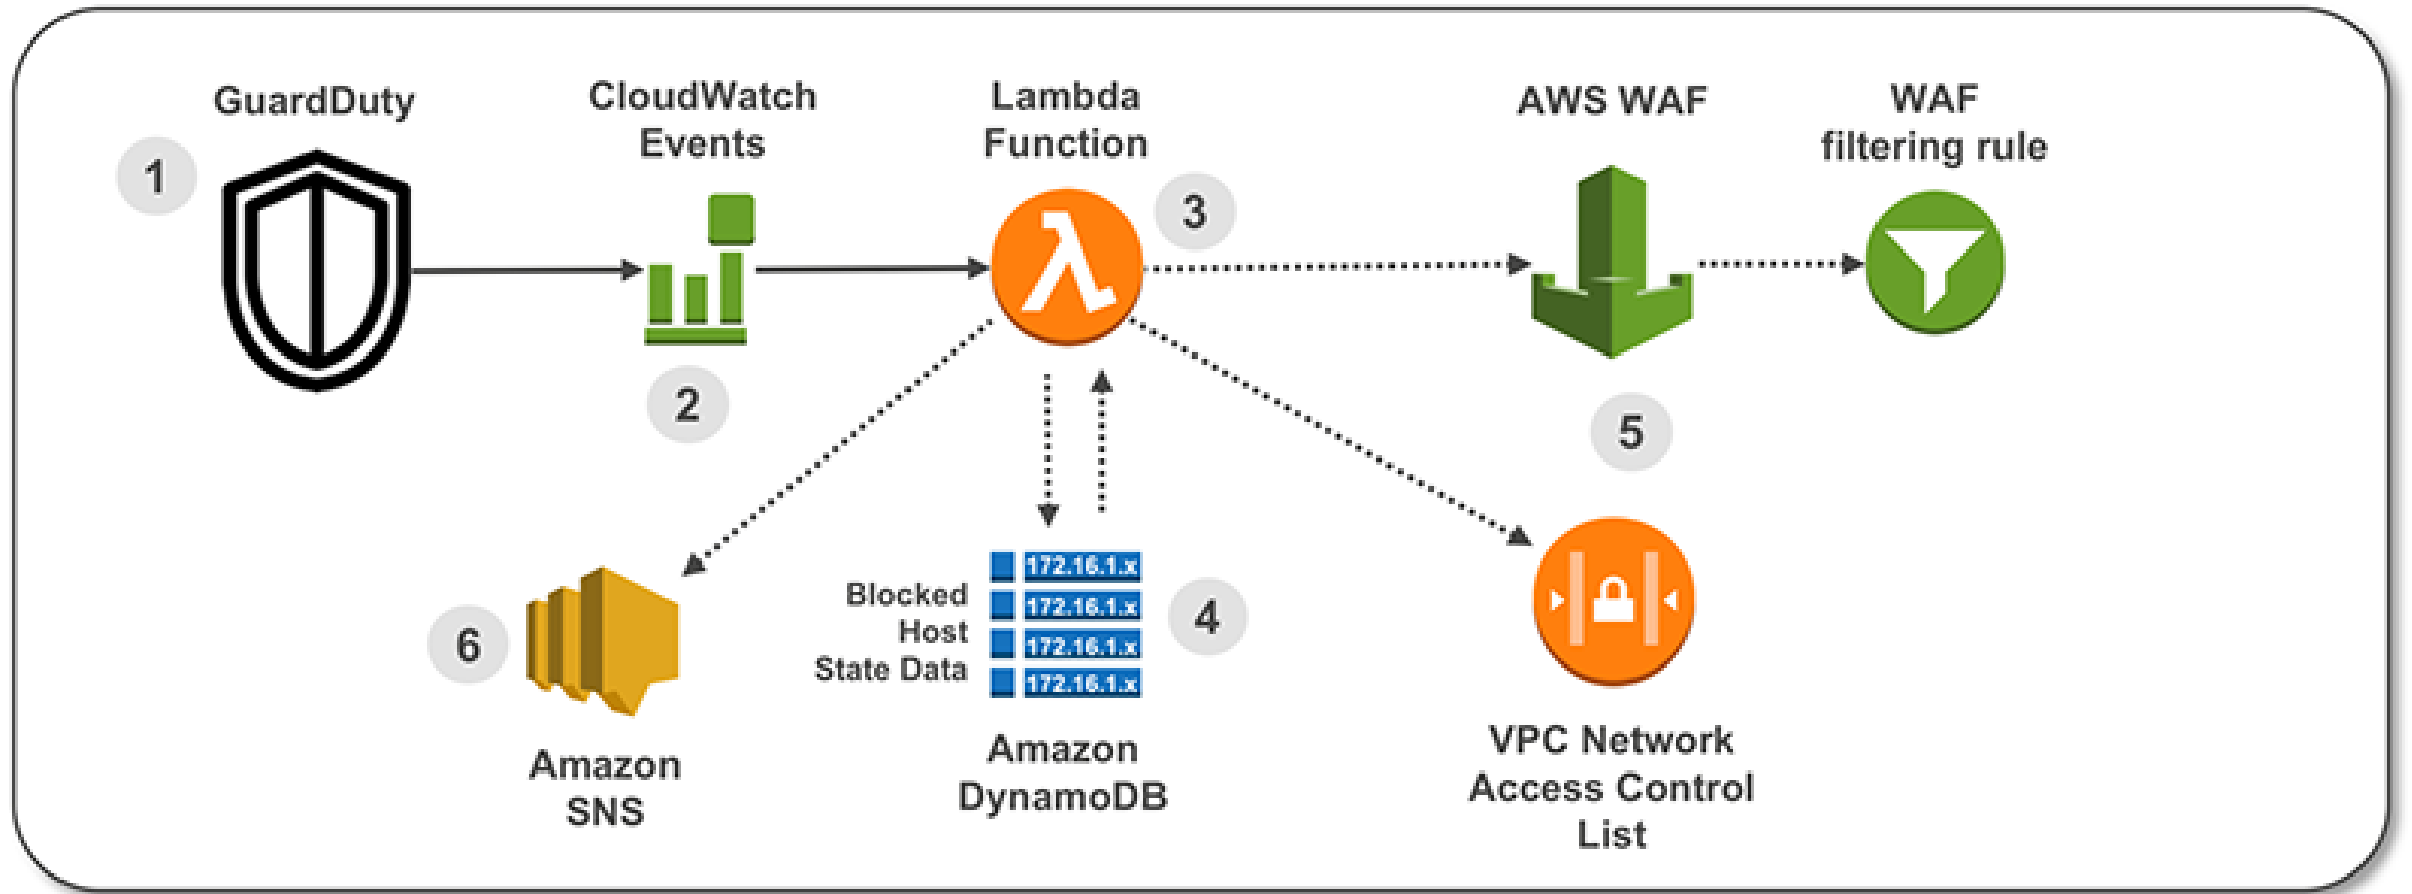 GuardDuty
1
CloudWatch
Events
2
Lambda
Function
3
AWS WAF
WAF
filtering rule
5
6
Amazon
SNS
Blocked
Host
State Data
172.16.1.x
172.16.1.x
172.16.1.x
172.16.1.x
4
Amazon
DynamoDB
VPC Network
Access Control
List